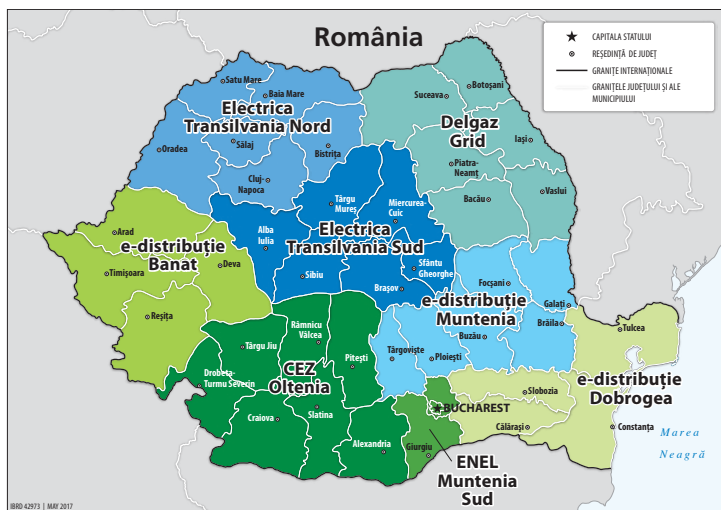 România
CAPITALA STATULUI
REȘEDINȚĂ DE JUDEȚ
GRANIȚE INTERNAȚIONALE
GRANIȚELE JUDEȚULUI ȘI ALE
MUNICIPIULUI
Satu Mare
Baia Mare
Electrica
Transilvania Nord
Oradea
Sălaj
Bistrița
Cluj-
Napoca
Suceava
Botoșani
Delgaz
Grid
Iași
Piatra-
Neamț
Bacău
Vaslui
Târgu
Mureș
Miercurea-
Cuic
Alba
Iulia
Electrica
Transilvania Sud
Sibiu
Sfântu
Gheorghe
Brașov
Arad
e-distribuție
Banat
Timișoara
Deva
Reșița
Focșani
e-distribuție
Muntenia
Galați
Brăila
Buzău
Târgoviște
Ploiești
Râmnicu
Vâlcea
Târgu Jiu
Pitești
CEZ
Oltenia
Drobeta-
Turmu Severin
Craiova
Slatina
Alexandria
Tulcea
e-distribuție
Dobrogea
Slobozia
Călărași
Constanța
BUCHAREST
Giurgiu
ENEL
Muntenia
Sud
Marea
Neagră
IBRD 42973 | MAY 2017